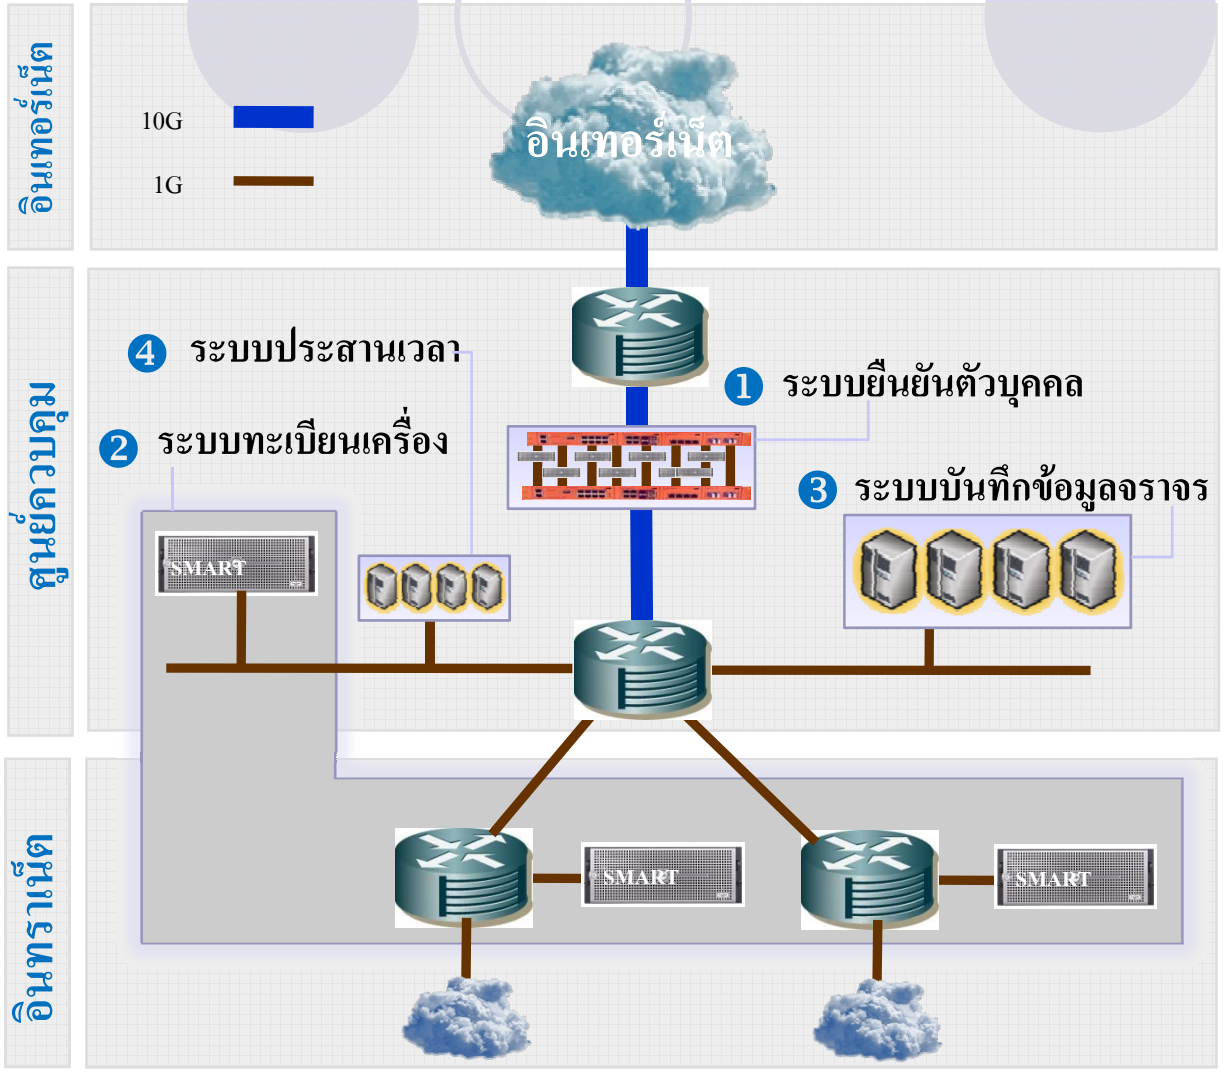 อินเทอร์เน็ต
10G
1G
อินเทอร์เน็ต
ศูนย์ควบคุม
4 ระบบประสานเวลา
1 ระบบยืนยันตัวบุคคล
2 ระบบทะเบียนเครื่อง
3 ระบบบันทึกข้อมูลจราจร
SMART
อินทราเน็ต
SMART
SMART